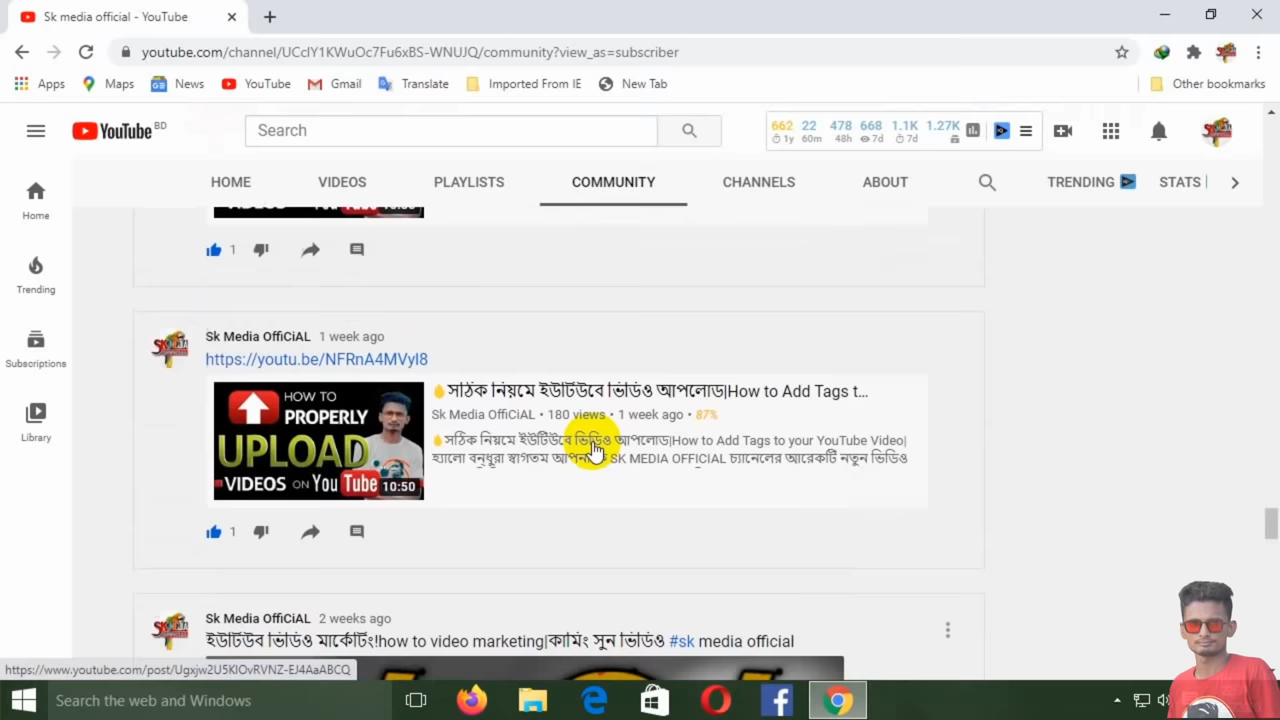 Sk media official - YouTube
youtube.com/channel/UCclY1KWuOc7Fu6xBS-WNUJQ/community?view_as=subscriber
Apps Maps News YouTube Gmail Translate Imported From IE New Tab Other bookmarks
YouTube BD
Search
662 22 478 668 1.1K 1.27K
1y 60m 48h 7d 7d
HOME VIDEOS PLAYLISTS COMMUNITY CHANNELS ABOUT TRENDING STATS
Home
Trending
Subscriptions
Library
1
Sk Media OffiCiAL 1 week ago
https://youtu.be/NFRnA4MVyI8
HOW TO
PROPERLY
UPLOAD
VIDEOS ON YouTube
10:50
সঠিক নিয়মে ইউটিউবে ভিডিও আপলোড|How to Add Tags t...
Sk Media OffiCiAL • 180 views • 1 week ago • 87%
সঠিক নিয়মে ইউটিউবে ভিডিও আপলোড|How to Add Tags to your YouTube Video|
হ্যালো বন্ধুরা স্বাগতম SK MEDIA OFFICIAL চ্যানেলের আরেকটি নতুন ভিডিও
1
Sk Media OffiCiAL 2 weeks ago
ইউটিউব ভিডিও মার্কেটিং!how to video marketing|কামিং সুন ভিডিও #sk media official
https://www.youtube.com/post/Ugxjw2U5KIOvRVNZ-EJ4AaABCQ
Search the web and Windows